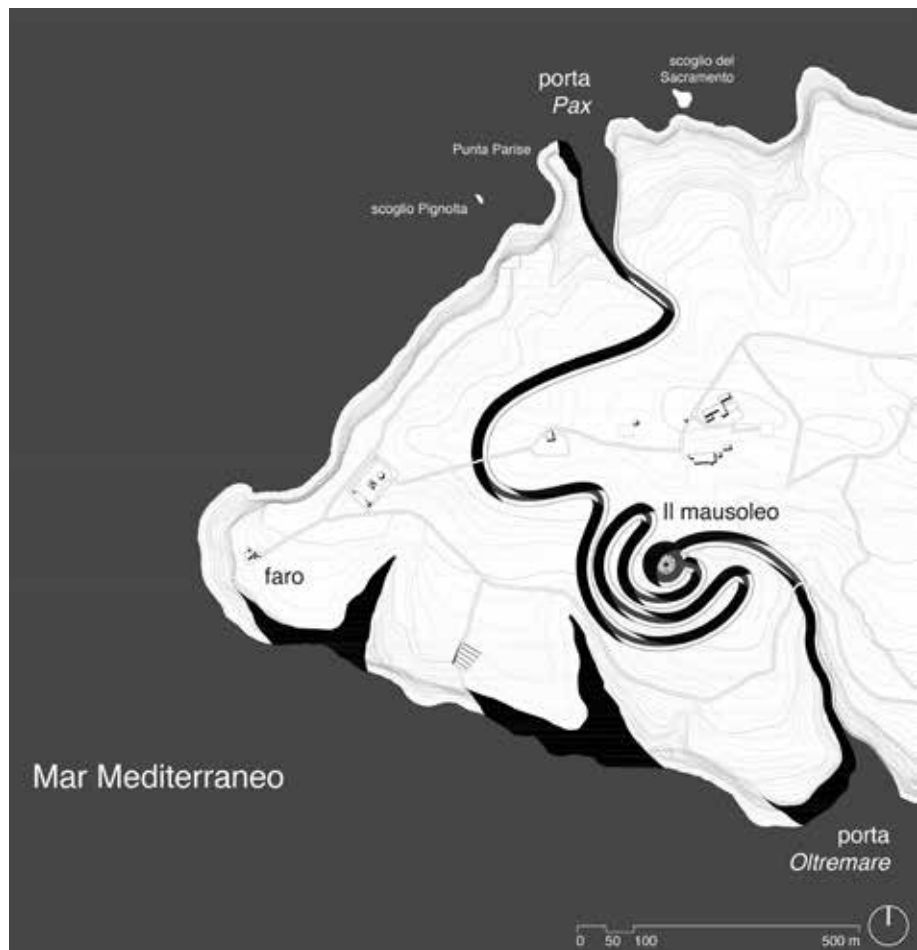 scoglio del
Sacramento
porta
Pax
Punta Parise
scoglio Pignolta
Il mausoleo
faro
Mar Mediterraneo
porta
Oltremare
0 50 100 500 m